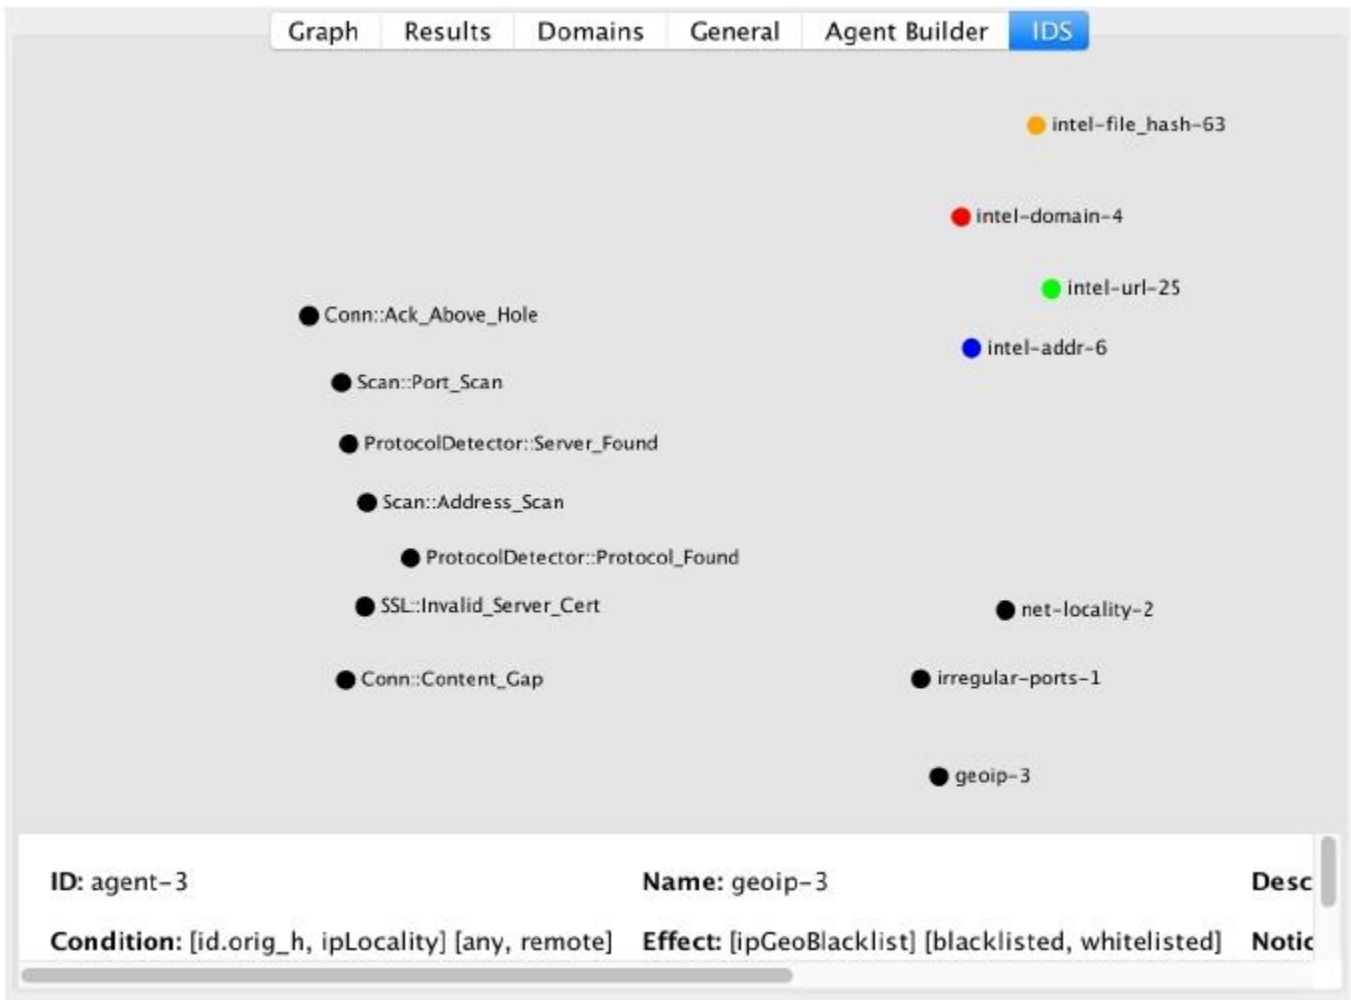 Graph Results Domains General Agent Builder IDS
intel-file_hash-63
intel-domain-4
intel-url-25
Conn::Ack_Above_Hole
intel-addr-6
Scan::Port_Scan
ProtocolDetector::Server_Found
Scan::Address_Scan
ProtocolDetector::Protocol_Found
SSL::Invalid_Server_Cert
net-locality-2
irregular-ports-1
Conn::Content_Gap
geoip-3
ID: agent-3 Name: geoip-3 Desc
Condition: [id.orig_h, ipLocality] [any, remote] Effect: [ipGeoBlacklist] [blacklisted, whitelisted] Notic